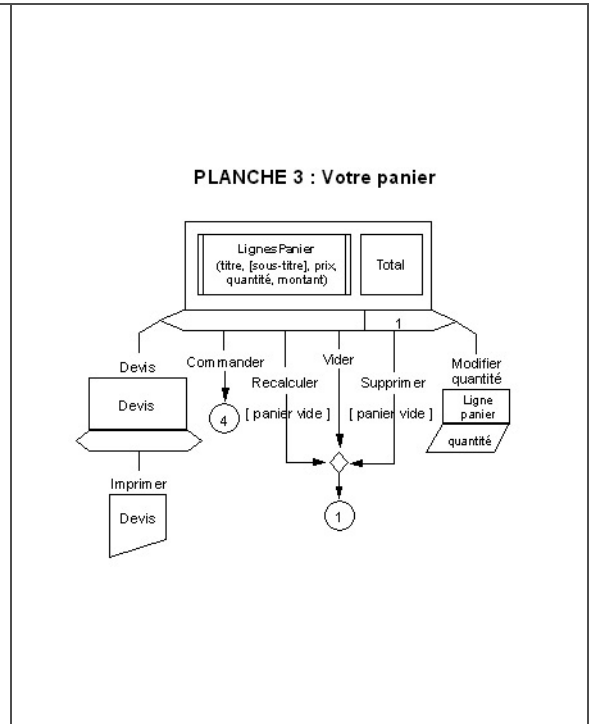 PLANCHE 3 : Votre panier
LignesPanier
(titre, [sous-titre], prix,
quantité, montant)
Total
1
Devis
Commander
Recalculer
Vider
Supprimer
Modifier
quantité
Devis
4
[ panier vide ]
[ panier vide ]
Ligne
panier
quantité
Imprimer
Devis
1